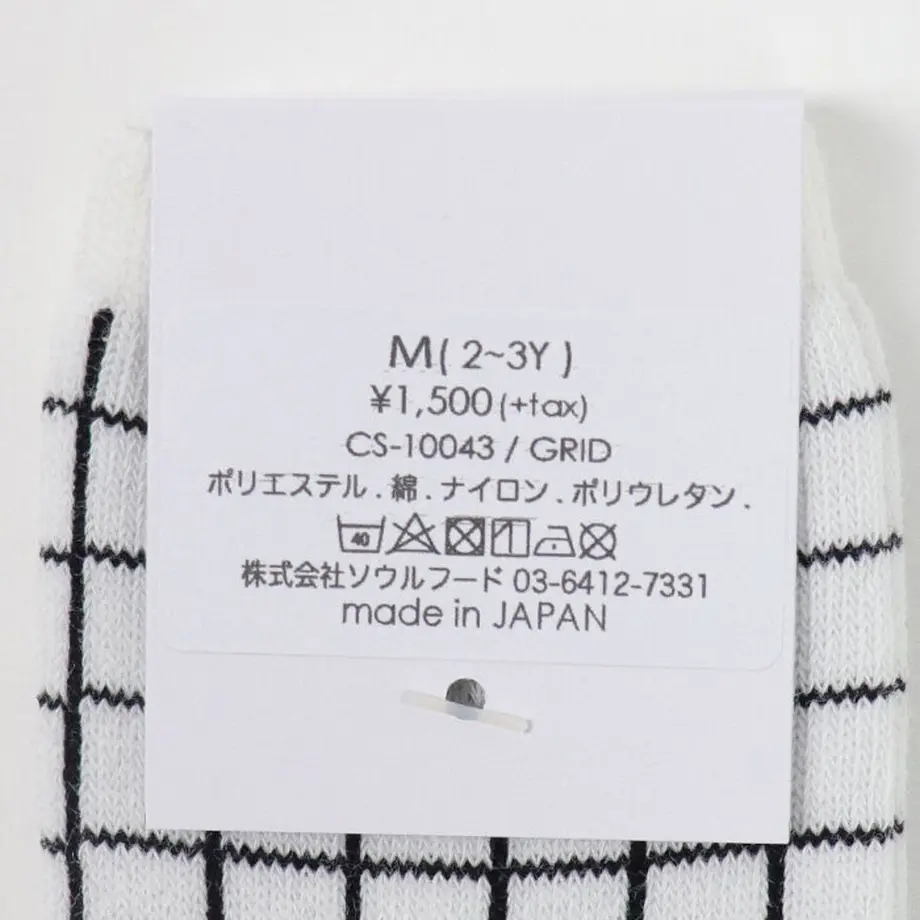 M( 2~3Y )
¥1,500 (+tax)
CS-10043 / GRID
ポリエステル . 綿 . ナイロン . ポリウレタン .
40
株式会社ソウルフード 03-6412-7331
made in JAPAN